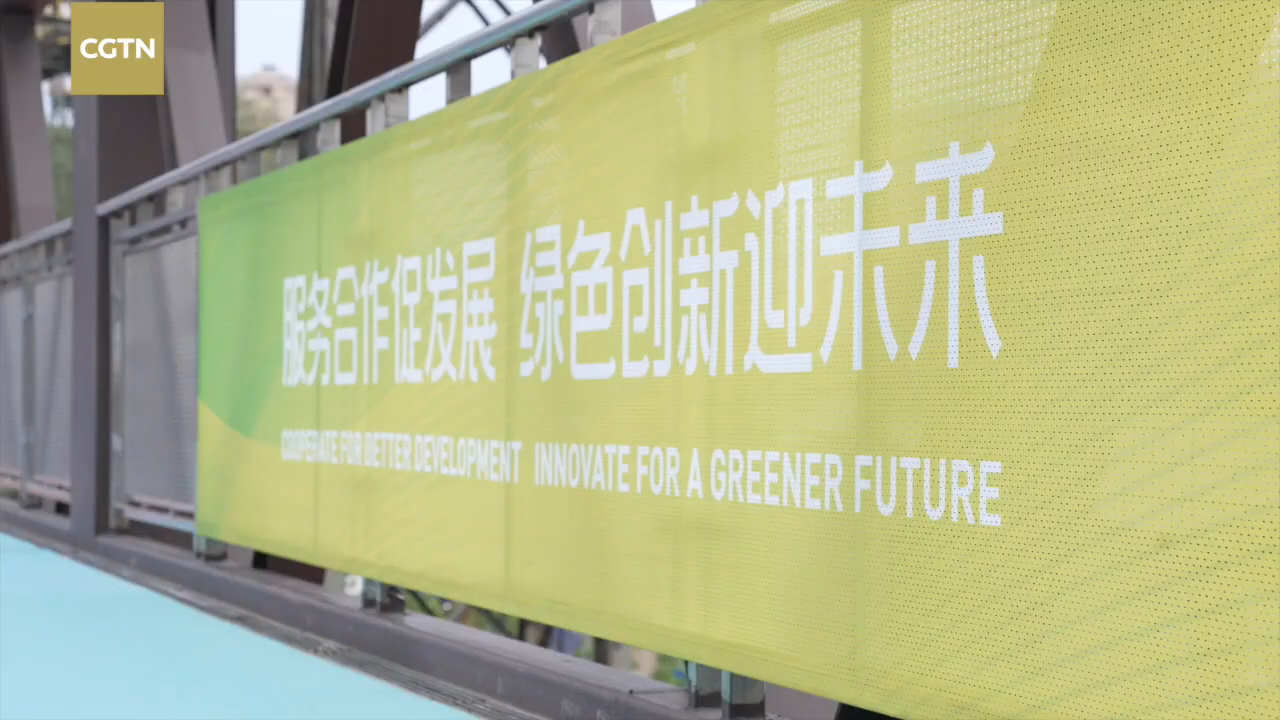 CGTN
服务合作促发展 绿色创新迎未来
COOPERATE FOR BETTER DEVELOPMENT INNOVATE FOR A GREENER FUTURE